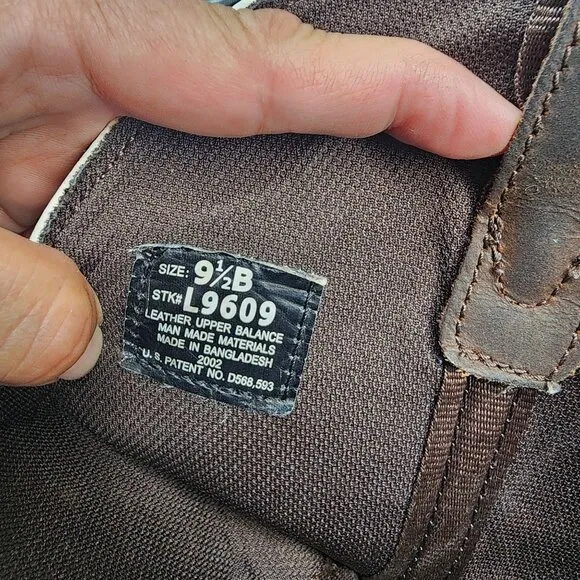 SIZE: 9½B
STK# L9609
LEATHER UPPER BALANCE
MAN MADE MATERIALS
MADE IN BANGLADESH
2002
U.S. PATENT NO. D568,593